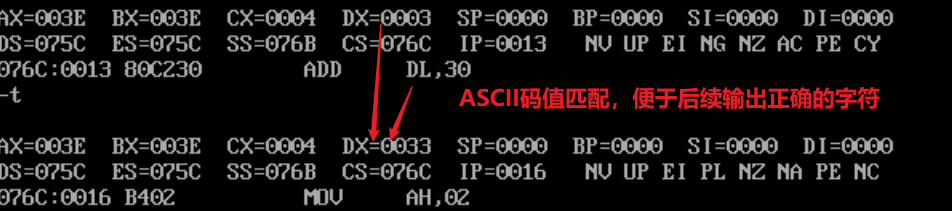 AX=003E  BX=003E  CX=0004  DX=0003  SP=0000  BP=0000  SI=0000  DI=0000
DS=075C  ES=075C  SS=076B  CS=076C  IP=0013   NV UP EI NG NZ AC PE CY
076C:0013 80C230        ADD     DL,30
-t
ASCII码值匹配，便于后续输出正确的字符
AX=003E  BX=003E  CX=0004  DX=0033  SP=0000  BP=0000  SI=0000  DI=0000
DS=075C  ES=075C  SS=076B  CS=076C  IP=0016   NV UP EI PL NZ NA PE NC
076C:0016 B402          MOV     AH,02